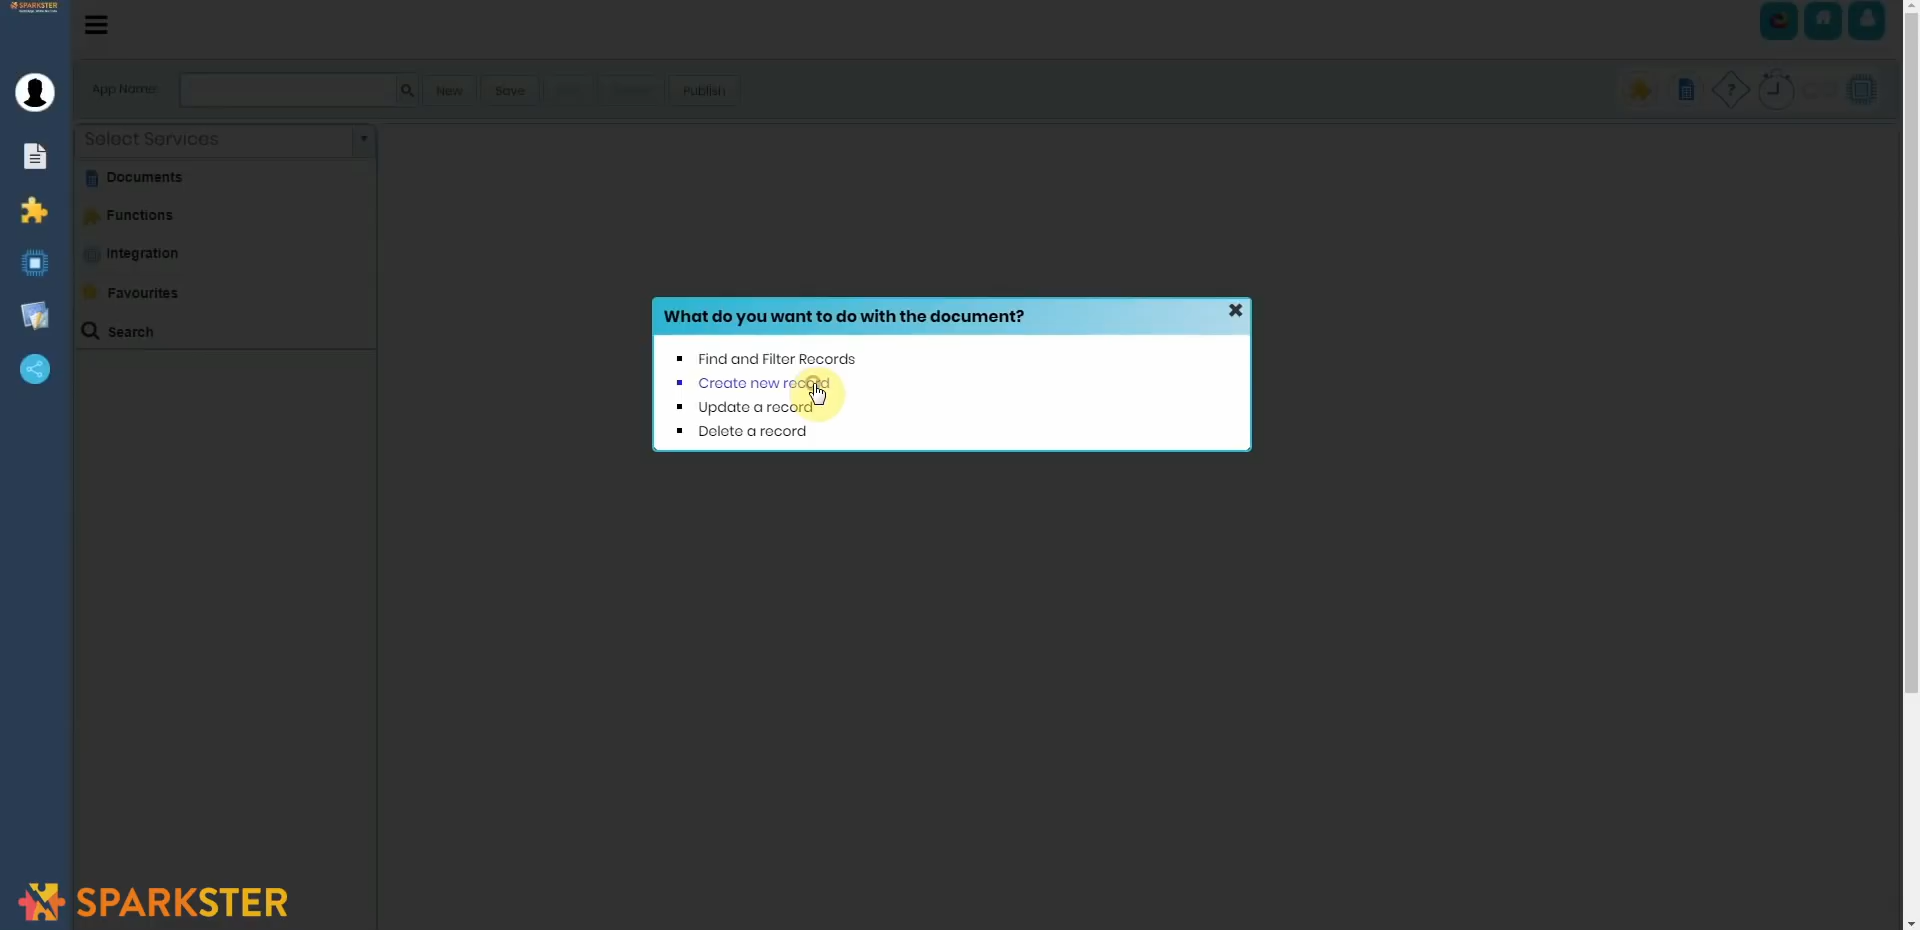 SPARKSTER
App Name:
New
Save
Publish
Select Services
Documents
Functions
Integration
Favourites
Search
What do you want to do with the document?
Find and Filter Records
Create new record
Update a record
Delete a record
SPARKSTER